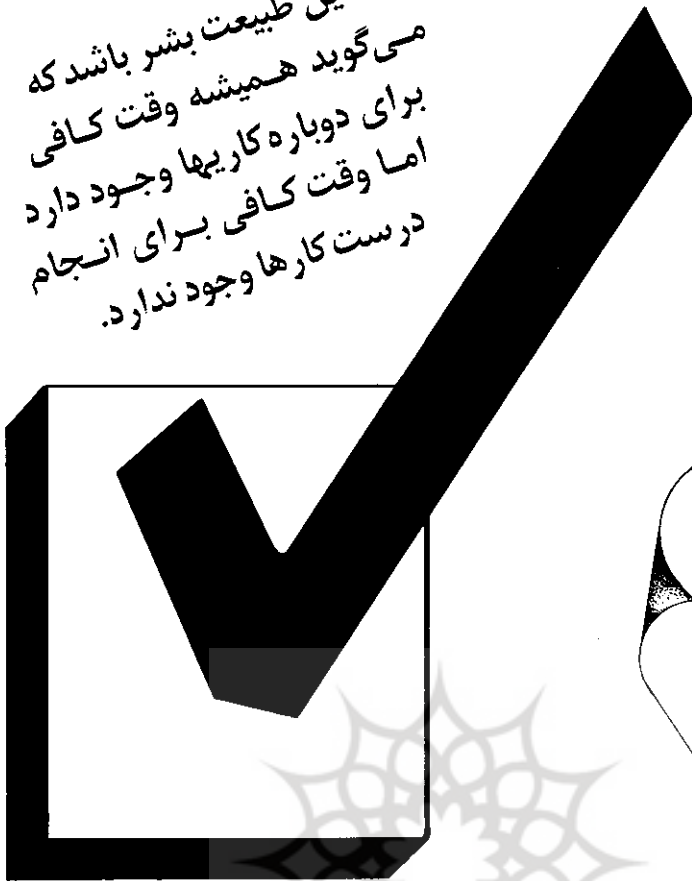 طبیعت بشر باشد که
می‌گوید همیشه وقت کافی
برای دوباره کاریها وجود دارد
اما وقت کافی برای انجام
درست کارها وجود ندارد.